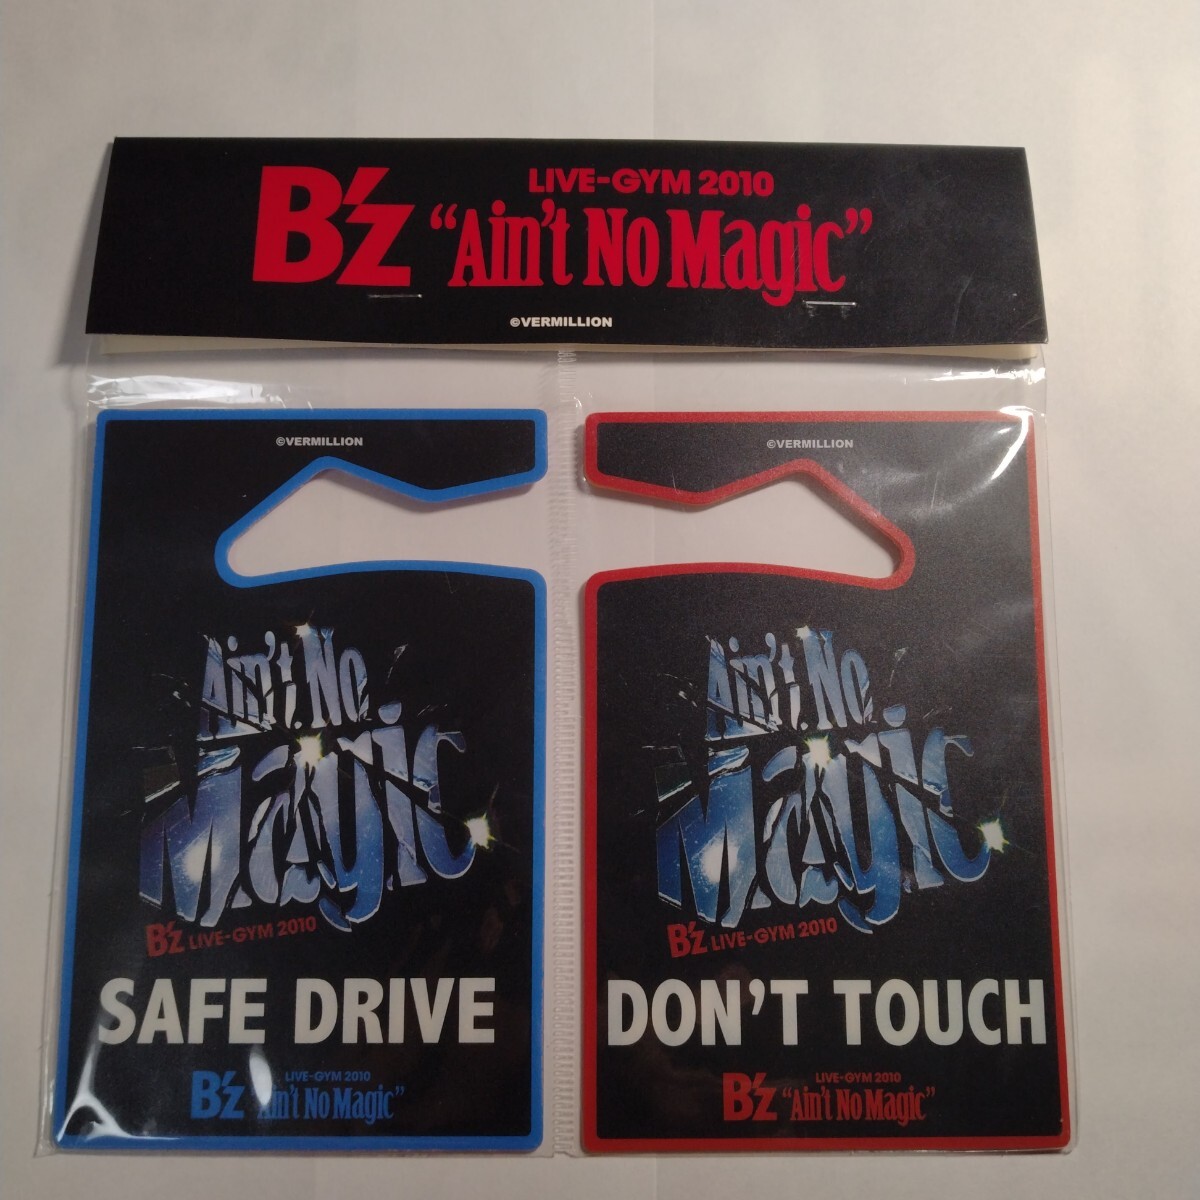 B'z
LIVE-GYM 2010
“Ain't No Magic”
©VERMILLION
©VERMILLION
Ain't No
Magic
B'z LIVE-GYM 2010
SAFE DRIVE
B'z
LIVE-GYM 2010
“Ain't No Magic”
©VERMILLION
Ain't No
Magic
B'z LIVE-GYM 2010
DON'T TOUCH
B'z
LIVE-GYM 2010
“Ain't No Magic”